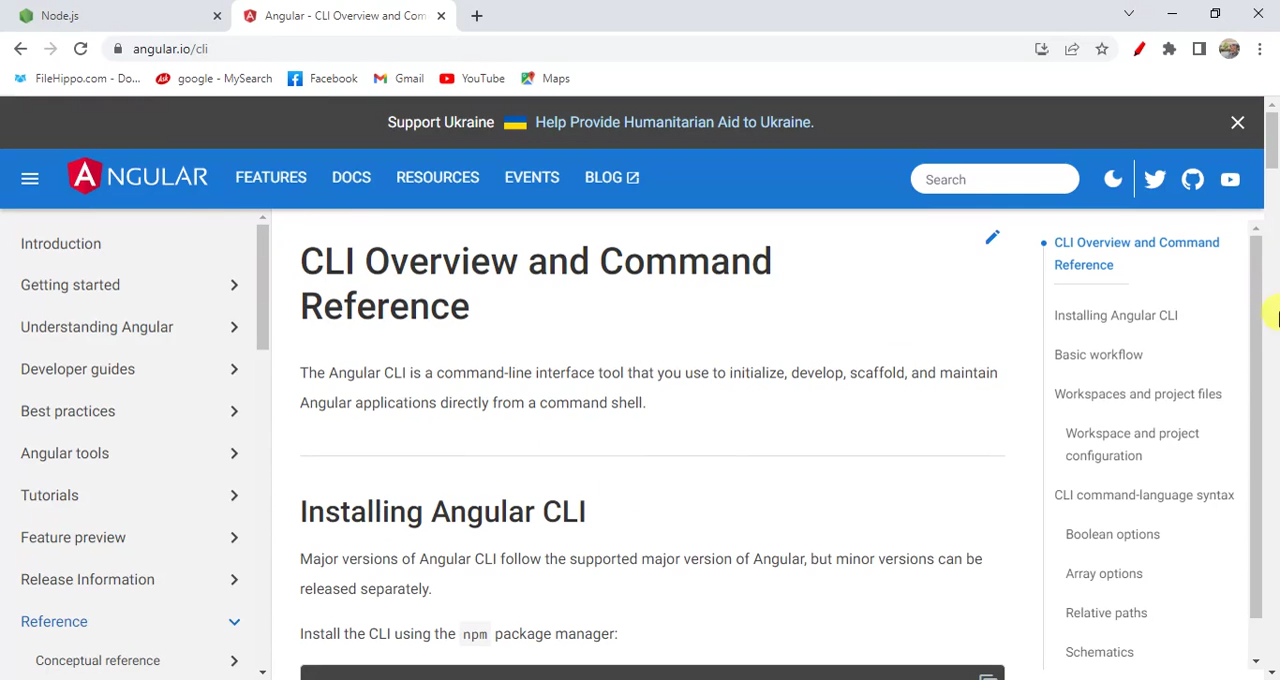 Node.js
Angular - CLI Overview and Com
angular.io/cli
FileHippo.com - Do...
google - MySearch
Facebook
Gmail
YouTube
Maps
Support Ukraine
Help Provide Humanitarian Aid to Ukraine.
ANGULAR
FEATURES
DOCS
RESOURCES
EVENTS
BLOG
Search
Introduction
Getting started
Understanding Angular
Developer guides
Best practices
Angular tools
Tutorials
Feature preview
Release Information
Reference
Conceptual reference
CLI Overview and Command
Reference
The Angular CLI is a command-line interface tool that you use to initialize, develop, scaffold, and maintain
Angular applications directly from a command shell.
Installing Angular CLI
Major versions of Angular CLI follow the supported major version of Angular, but minor versions can be
released separately.
Install the CLI using the npm package manager:
CLI Overview and Command
Reference
Installing Angular CLI
Basic workflow
Workspaces and project files
Workspace and project
configuration
CLI command-language syntax
Boolean options
Array options
Relative paths
Schematics